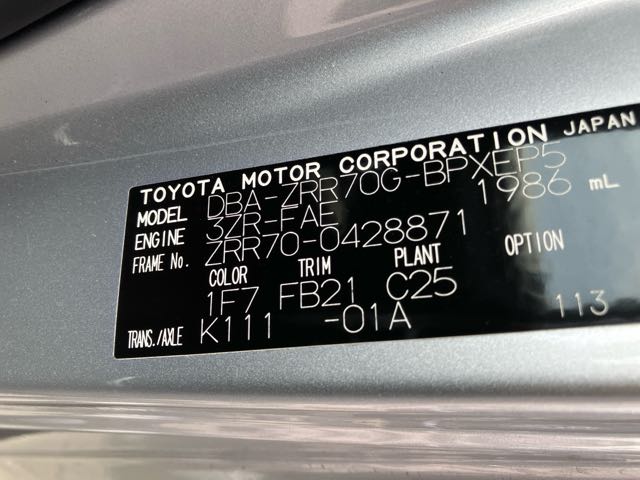 TOYOTA MOTOR CORPORATION JAPAN
MODEL DBA-ZRR70G-BPXEP5
ENGINE 3ZR-FAE 1986 mL
FRAME No. ZRR70-0428871
COLOR TRIM PLANT OPTION
1F7 FB21 C25
TRANS./AXLE K111 -01A 113